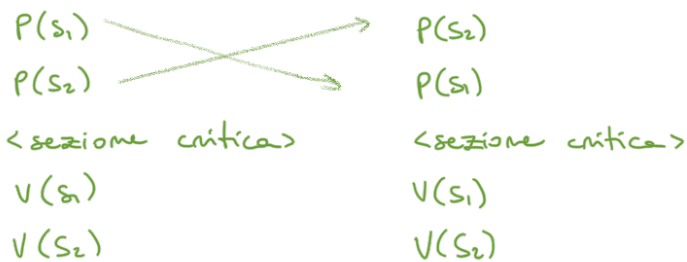 P(S₁)
P(S₂)
<sezione critica>
V(S₁)
V(S₂)
P(S₂)
P(S₁)
<sezione critica>
V(S₁)
V(S₂)